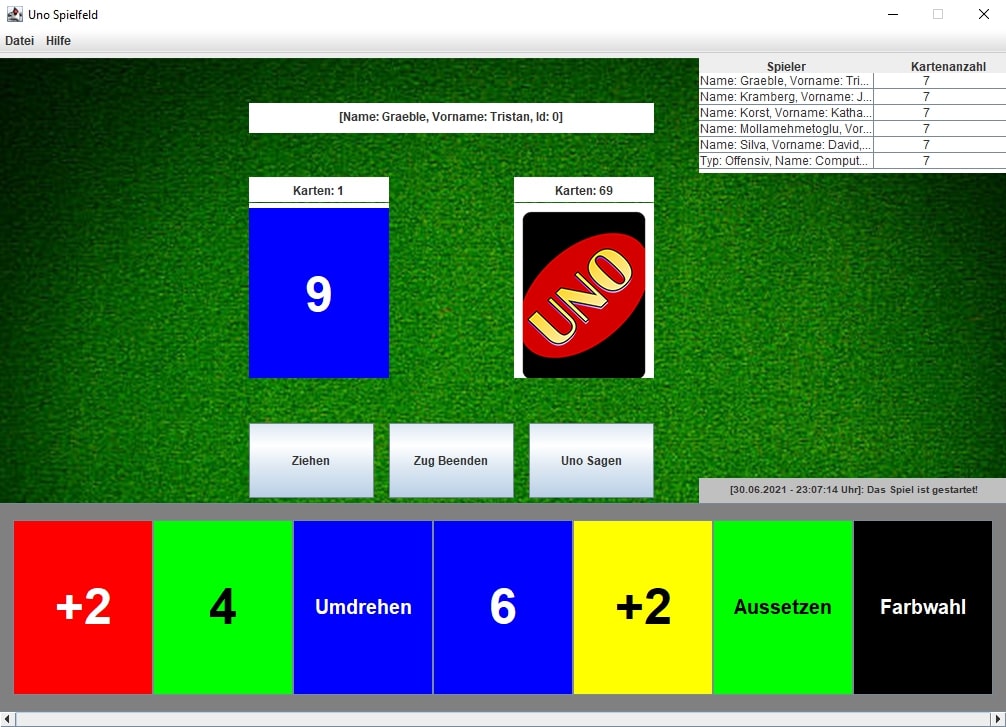 Uno Spielfeld
Datei Hilfe
Spieler Kartenanzahl
Name: Graeble, Vorname: Tri... 7
Name: Kramberg, Vorname: J... 7
Name: Korst, Vorname: Katha... 7
Name: Mollamehmetoglu, Vor... 7
Name: Silva, Vorname: David,... 7
Typ: Offensiv, Name: Comput... 7
[Name: Graeble, Vorname: Tristan, Id: 0]
Karten: 1 Karten: 69
9
UNO
Ziehen Zug Beenden Uno Sagen
[30.06.2021 - 23:07:14 Uhr]: Das Spiel ist gestartet!
+2 4 Umdrehen 6 +2 Aussetzen Farbwahl